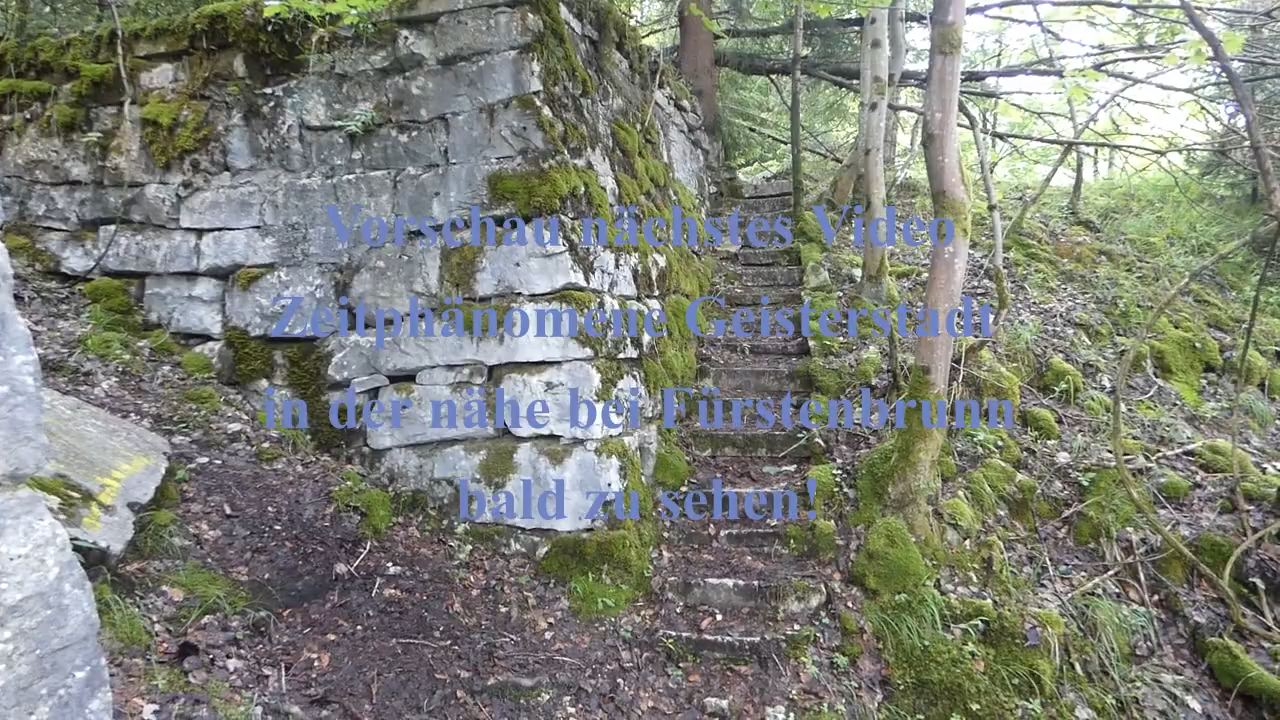 Vorschau nächstes Video
Zeitphänomene Geisterstadt
in der nähe bei Fürstenbrunn
bald zu sehen!